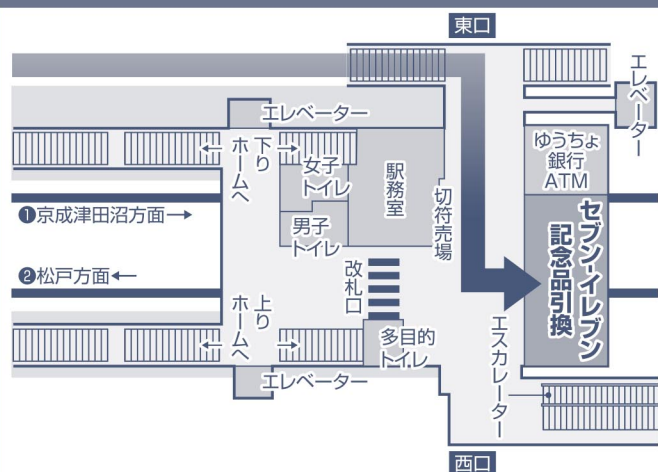 東口
エレベーター
エレベーター
下り
ホームへ
女子
トイレ
駅務室
ゆうちょ
銀行
ATM
切符売場
男子
トイレ
❶京成津田沼方面→
❷松戸方面←
セブン-イレブン
記念品引換
改札口
上り
ホームへ
多目的
トイレ
エスカレーター
エレベーター
西口